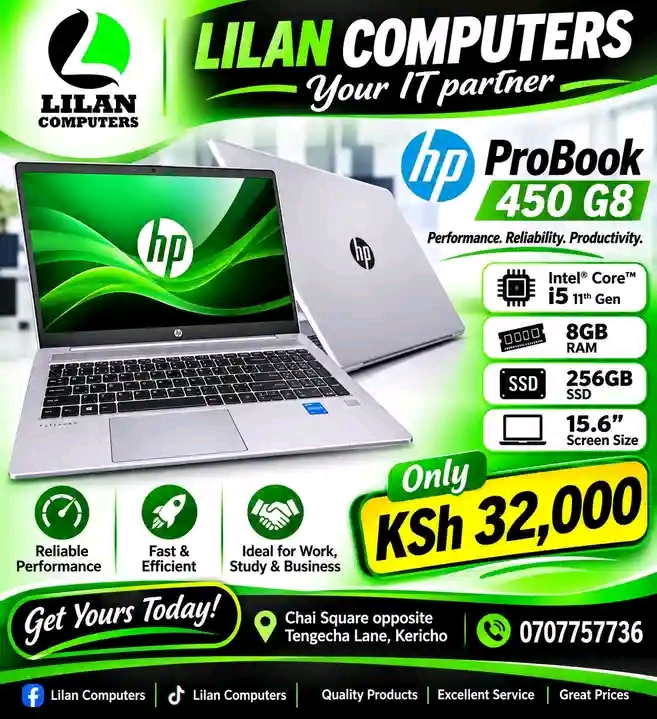 LILAN
COMPUTERS
LILAN COMPUTERS
Your IT partner
hp
ProBook
450 G8
Performance. Reliability. Productivity.
hp
hp
hp
Intel® Core™
i5 11th Gen
8GB
RAM
SSD
256GB
SSD
15.6”
Screen Size
Only
KSh 32,000
Reliable
Performance
Fast &
Efficient
Ideal for Work,
Study & Business
Get Yours Today!
Chai Square opposite
Tengecha Lane, Kericho
0707757736
Lilan Computers
Lilan Computers
Quality Products
Excellent Service
Great Prices